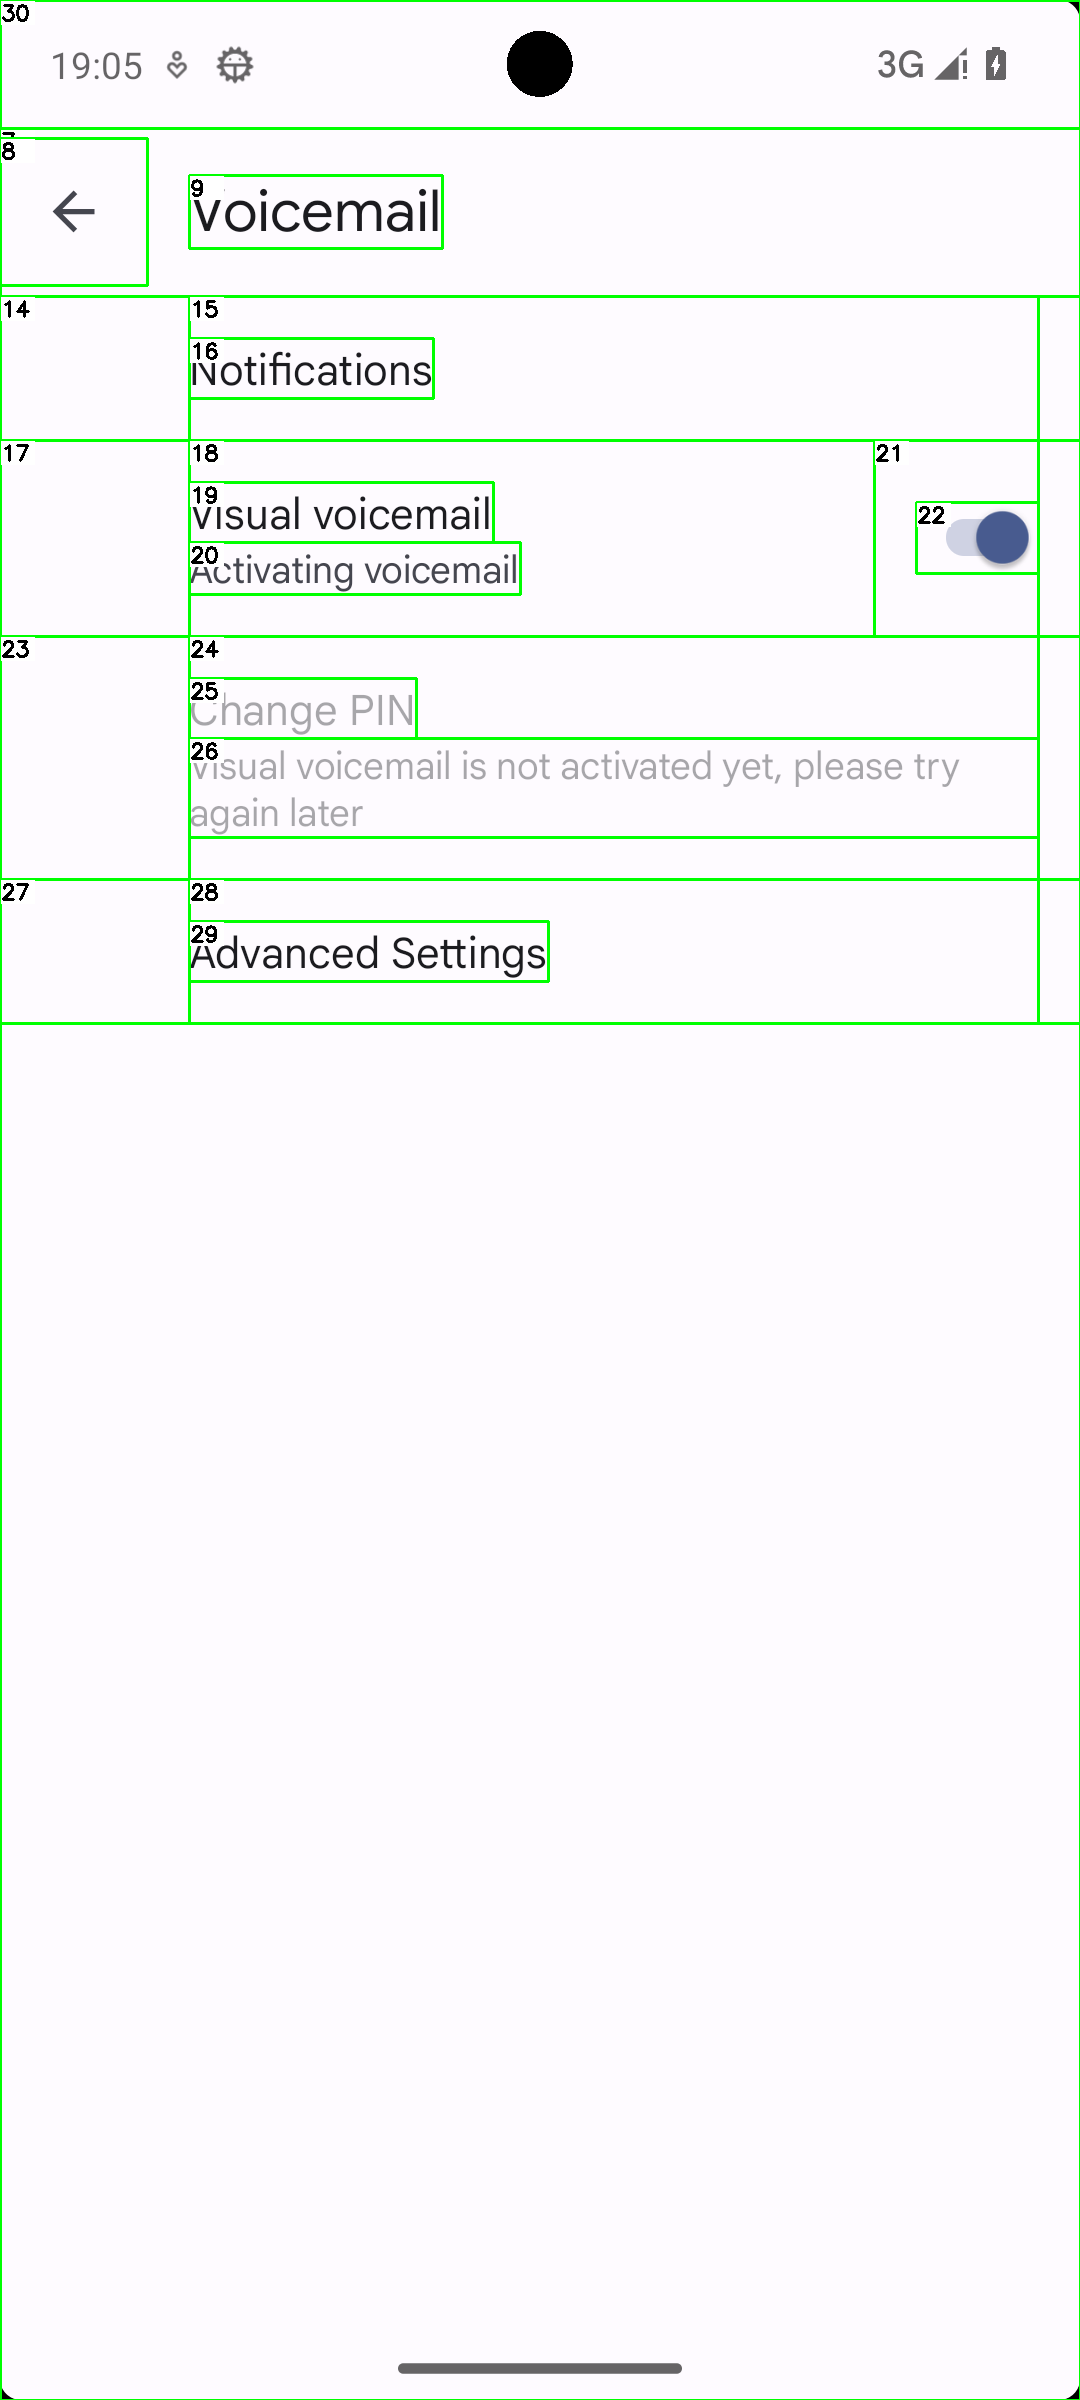 30
19:05
3G
8
9
Voicemail
14
15
16
Notifications
17
18
21
19
Visual voicemail
22
20
Activating voicemail
23
24
25
Change PIN
26
Visual voicemail is not activated yet, please try
again later
27
28
29
Advanced Settings